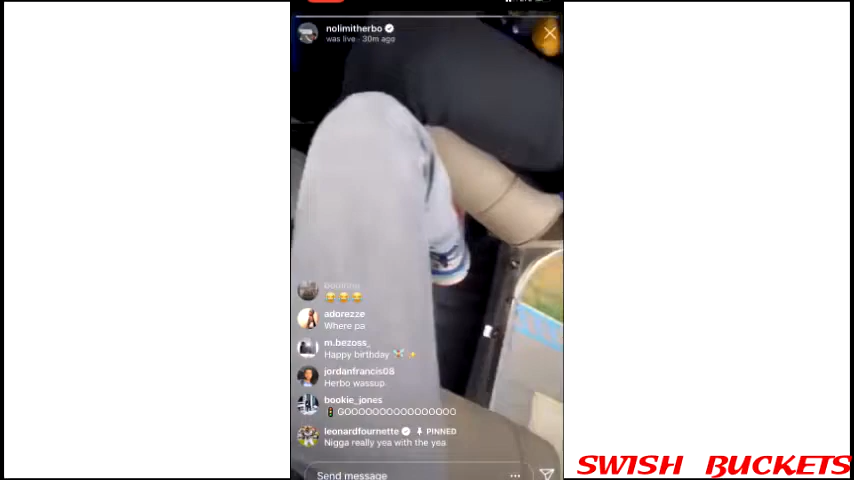 nolimitherbo
was live · 30m ago
adorezze
Where pa
m.bezoss_
Happy birthday
jordanfrancis08
Herbo wassup
bookie_jones
GOOOOOOOOOOOOOOOO
leonardfournette PINNED
Nigga really yea with the yea
Send message
SWISH BUCKETS